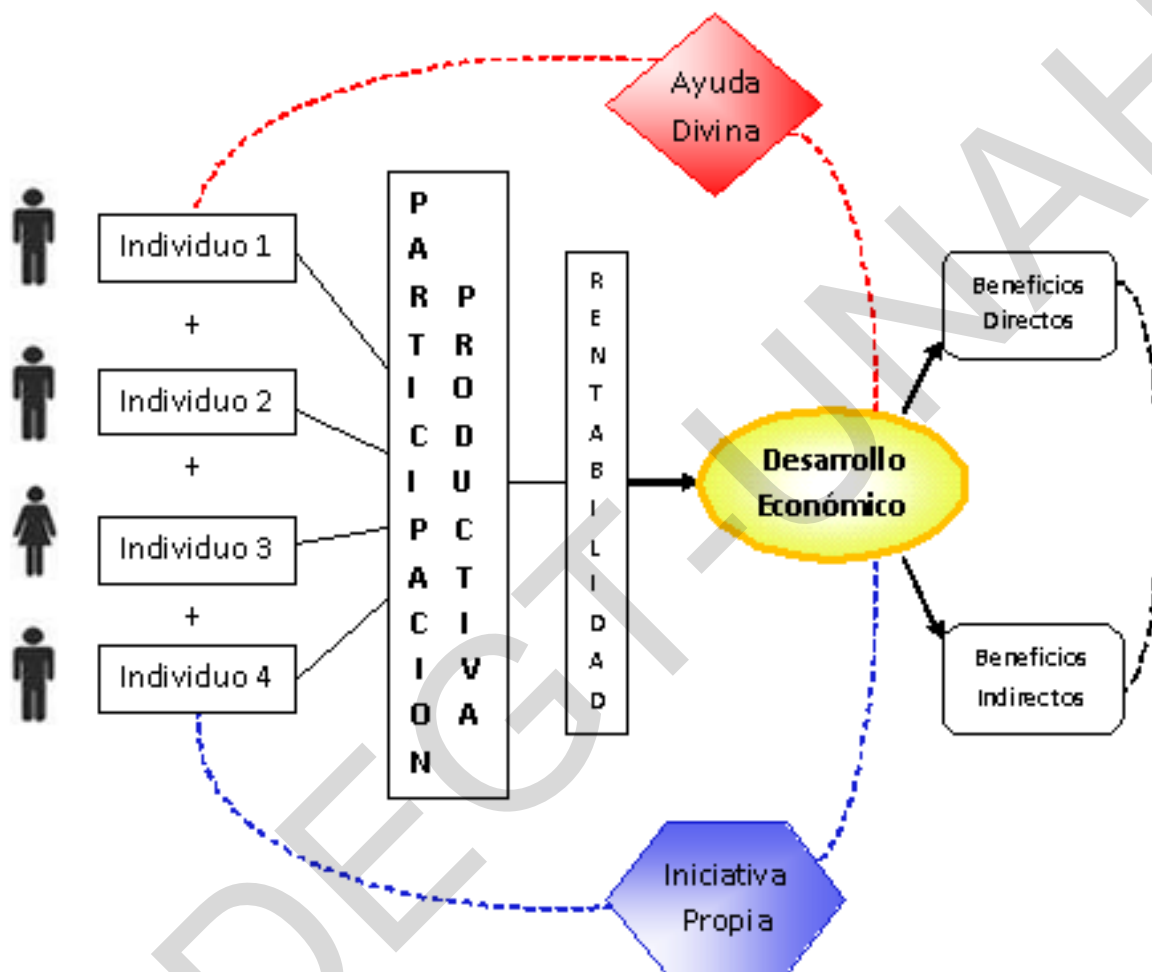 Ayuda
Divina
Individuo 1
+
Individuo 2
+
Individuo 3
+
Individuo 4
PARTICIPACION
PRODUCTIVA
RENTABILIDAD
Desarrollo
Económico
Beneficios
Directos
Beneficios
Indirectos
Iniciativa
Propia
DEGT-UNAH